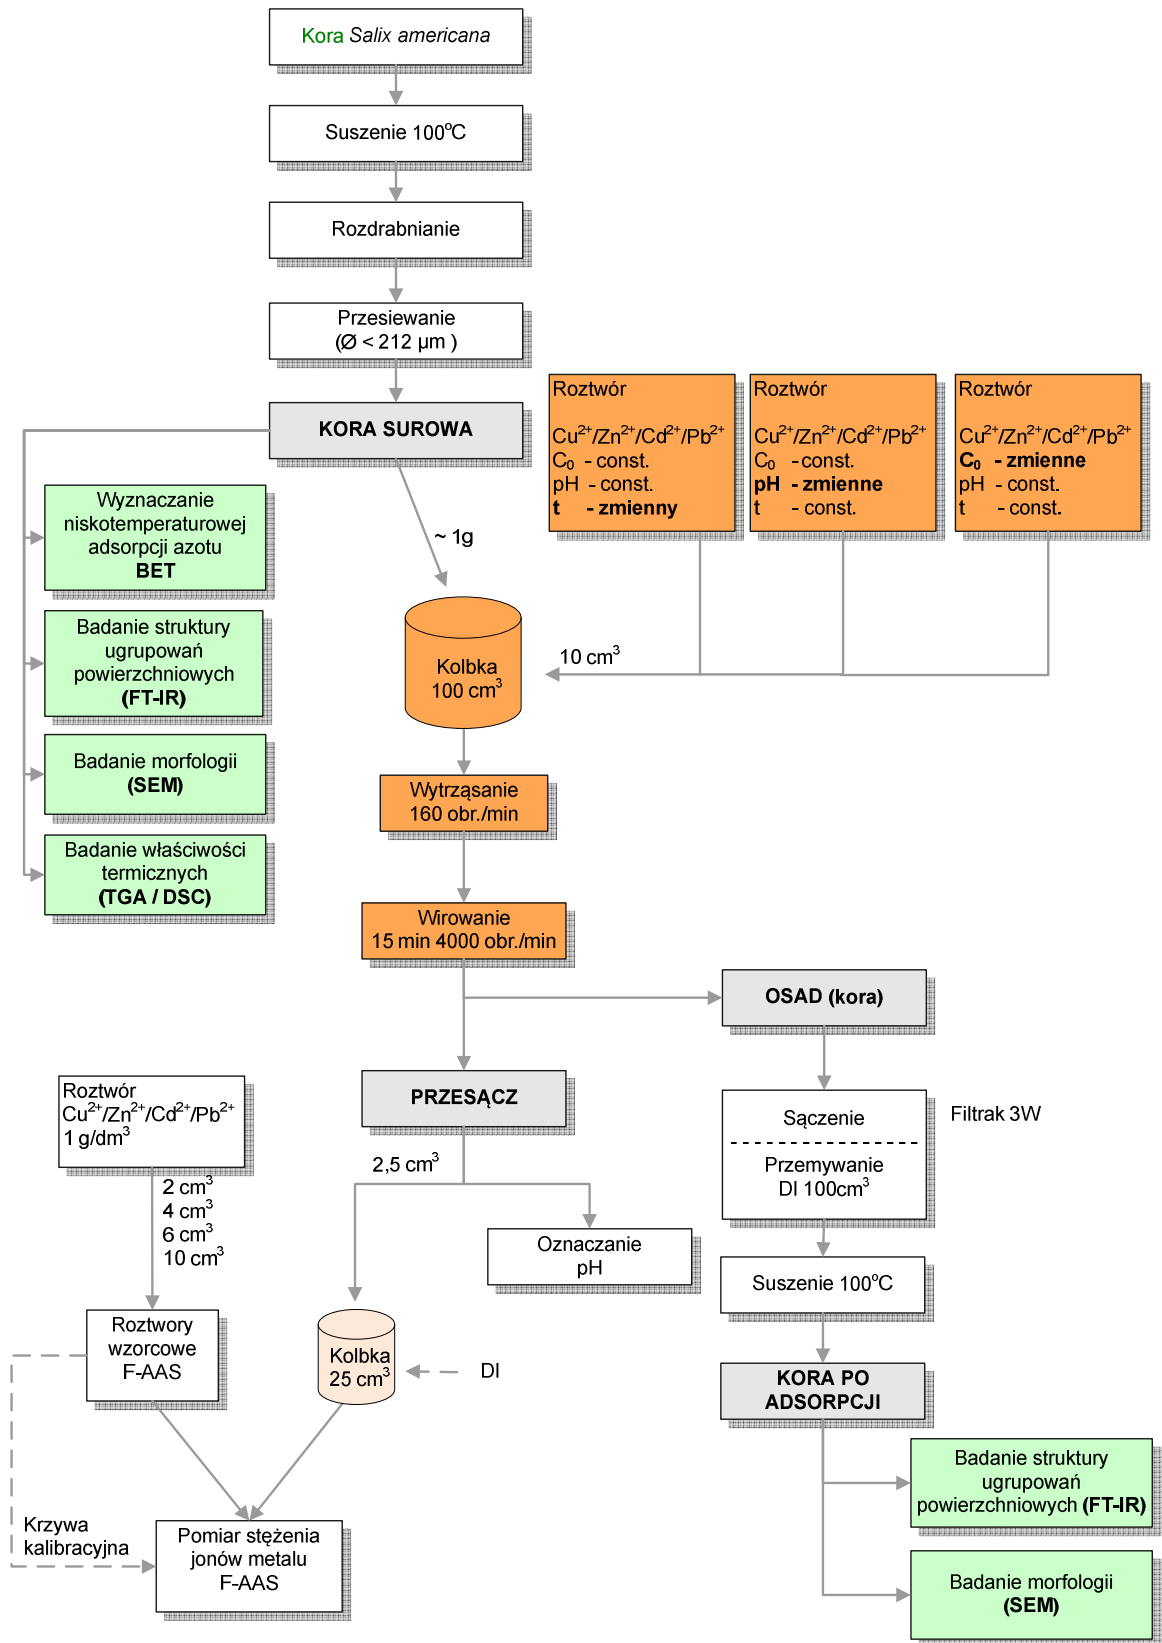 Kora Salix americana
Suszenie 100°C
Rozdrabnianie
Przesiewanie
(Ø < 212 µm )
KORA SUROWA
Wyznaczanie
niskotemperaturowej
adsorpcji azotu
BET
Badanie struktury
ugrupowań
powierzchniowych
(FT-IR)
Badanie morfologii
(SEM)
Badanie właściwości
termicznych
(TGA / DSC)
~ 1g
Roztwór
Cu²⁺/Zn²⁺/Cd²⁺/Pb²⁺
C₀ - const.
pH - const.
t - zmienny
Roztwór
Cu²⁺/Zn²⁺/Cd²⁺/Pb²⁺
C₀ - const.
pH - zmienne
t - const.
Roztwór
Cu²⁺/Zn²⁺/Cd²⁺/Pb²⁺
C₀ - zmienne
pH - const.
t - const.
10 cm³
Kolbka
100 cm³
Wytrząsanie
160 obr./min
Wirowanie
15 min 4000 obr./min
OSAD (kora)
PRZESĄCZ
Sączenie
Przemywanie
DI 100cm³
Filtrak 3W
Suszenie 100°C
KORA PO
ADSORPCJI
Badanie struktury
ugrupowań
powierzchniowych (FT-IR)
Badanie morfologii
(SEM)
2,5 cm³
Oznaczanie
pH
Roztwór
Cu²⁺/Zn²⁺/Cd²⁺/Pb²⁺
1 g/dm³
2 cm³
4 cm³
6 cm³
10 cm³
Roztwory
wzorcowe
F-AAS
Kolbka
25 cm³
DI
Krzywa
kalibracyjna
Pomiar stężenia
jonów metalu
F-AAS